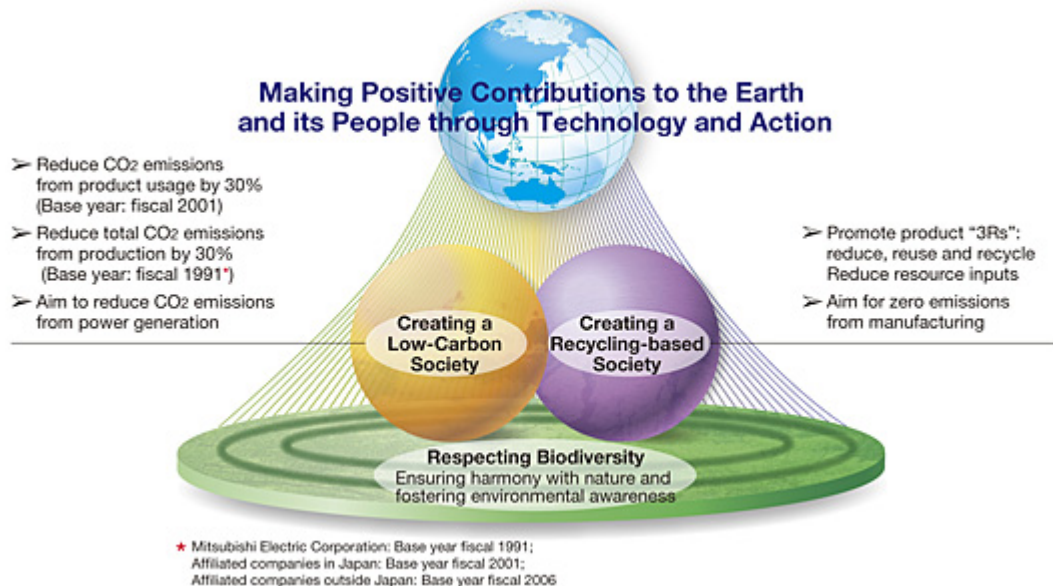 Making Positive Contributions to the Earth
and its People through Technology and Action
➢ Reduce CO2 emissions
from product usage by 30%
(Base year: fiscal 2001)
➢ Reduce total CO2 emissions
from production by 30%
(Base year: fiscal 1991*)
➢ Aim to reduce CO2 emissions
from power generation
➢ Promote product “3Rs”:
reduce, reuse and recycle
Reduce resource inputs
➢ Aim for zero emissions
from manufacturing
Creating a
Low-Carbon
Society
Creating a
Recycling-based
Society
Respecting Biodiversity
Ensuring harmony with nature and
fostering environmental awareness
★ Mitsubishi Electric Corporation: Base year fiscal 1991;
Affiliated companies in Japan: Base year fiscal 2001;
Affiliated companies outside Japan: Base year fiscal 2006